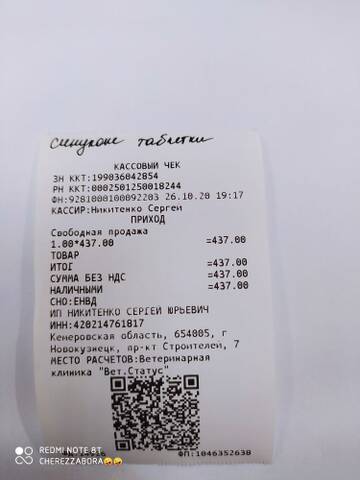 синулокс таблетки
КАССОВЫЙ ЧЕК
ЗН ККТ:199036042854
РН ККТ:0002501250018244
ФН:9281000100092203 26.10.20 19:17
КАССИР:Никитенко Сергей
ПРИХОД
Свободная продажа
1.00*437.00 =437.00
ТОВАР
ИТОГ =437.00
СУММА БЕЗ НДС =437.00
НАЛИЧНЫМИ =437.00
СНО:ЕНВД
ИП НИКИТЕНКО СЕРГЕЙ ЮРЬЕВИЧ
ИНН:420214761817
Кемеровская область, 654005, г
Новокузнецк, пр-кт Строителей, 7
МЕСТО РАСЧЕТОВ:Ветеринарная
клиника "Вет.Статус"
ФП:1046352630
REDMI NOTE 8T
CHEREZZABORA